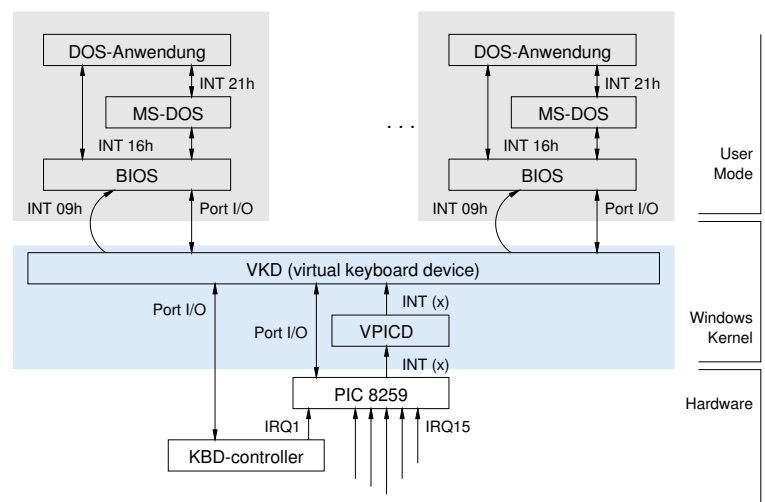 DOS-Anwendung
DOS-Anwendung
INT 21h
INT 21h
MS-DOS
. . .
MS-DOS
INT 16h
INT 16h
User
Mode
BIOS
BIOS
INT 09h
Port I/O
INT 09h
Port I/O
VKD (virtual keyboard device)
Port I/O
INT (x)
Port I/O
VPICD
Windows
Kernel
INT (x)
PIC 8259
Hardware
IRQ1
IRQ15
KBD-controller